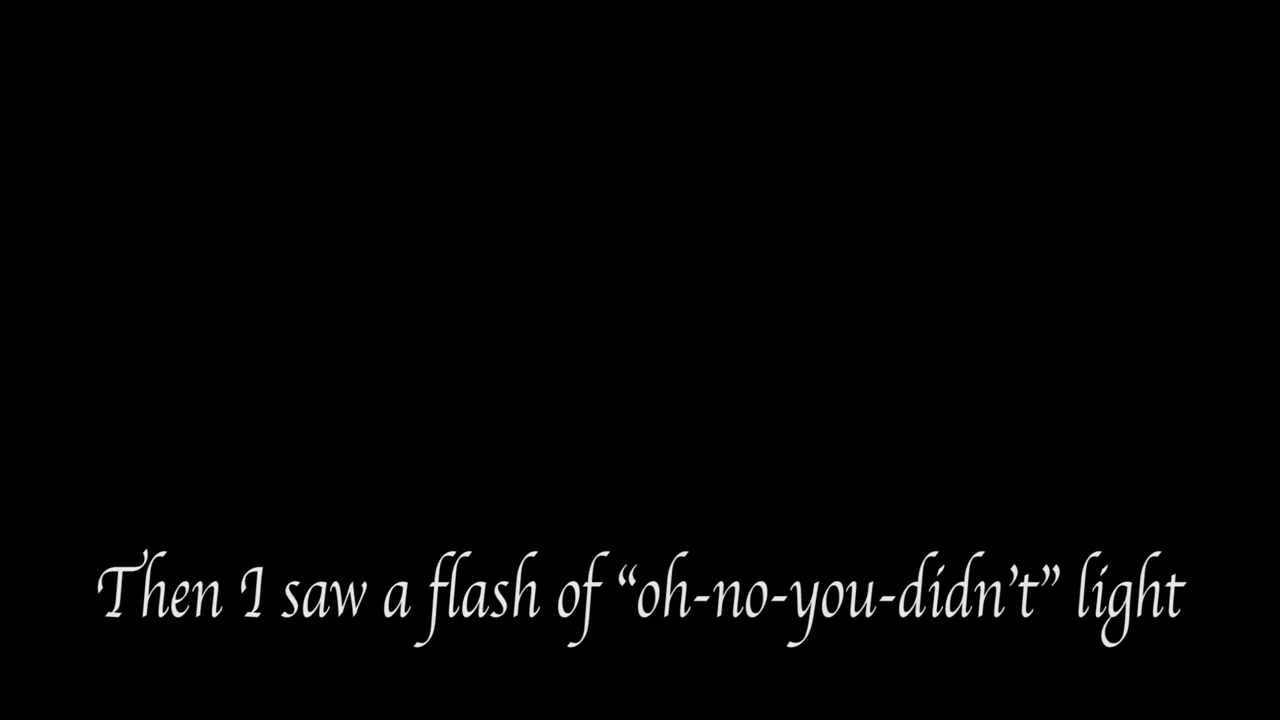 Then I saw a flash of “oh-no-you-didn’t” light